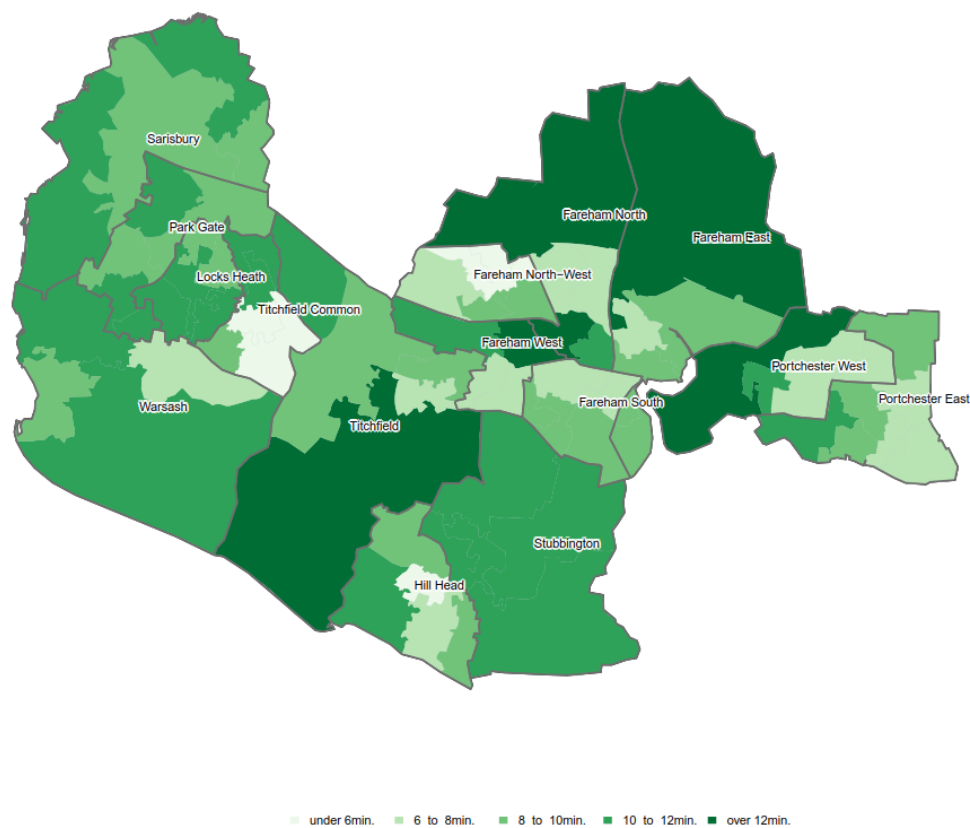 Sarisbury
Fareham North
Park Gate
Fareham East
Locks Heath
Fareham North-West
Titchfield Common
Fareham West
Portchester West
Portchester East
Fareham South
Warsash
Titchfield
Stubbington
Hill Head
under 6min. 6 to 8min. 8 to 10min. 10 to 12min. over 12min.